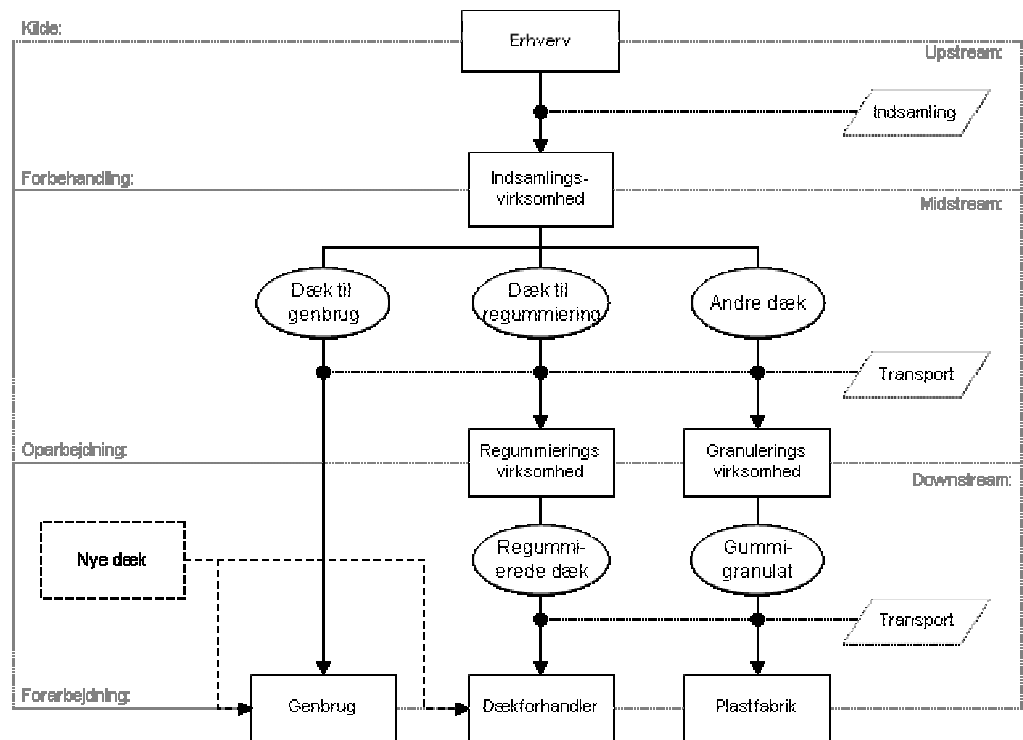 Kilde:
Erhverv
Upstream:
Indsamling
Forbehandling:
Indsamlings-
virksomhed
Midstream:
Dæk til
genbrug
Dæk til
regummiering
Andre dæk
Transport
Oparbejdning:
Regummierings
virksomhed
Granulerings
virksomhed
Downstream:
Nye dæk
Regummi-
erede dæk
Gummi-
granulat
Transport
Forarbejdning:
Genbrug
Dækforhandler
Plastfabrik